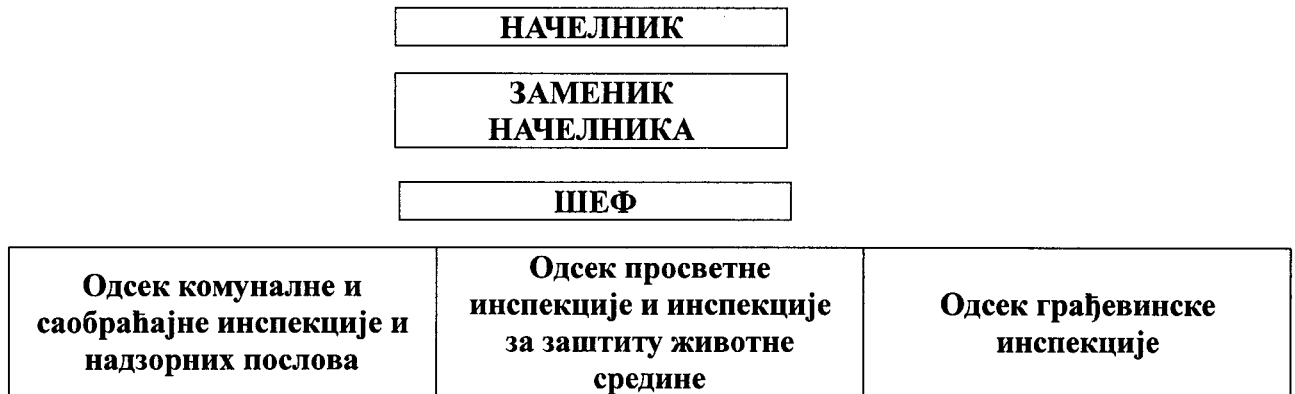 НАЧЕЛНИК
ЗАМЕНИК
НАЧЕЛНИКА
ШЕФ
Одсек комуналне и
саобраћајне инспекције и
надзорних послова
Одсек просветне
инспекције и инспекције
за заштиту животне
средине
Одсек грађевинске
инспекције